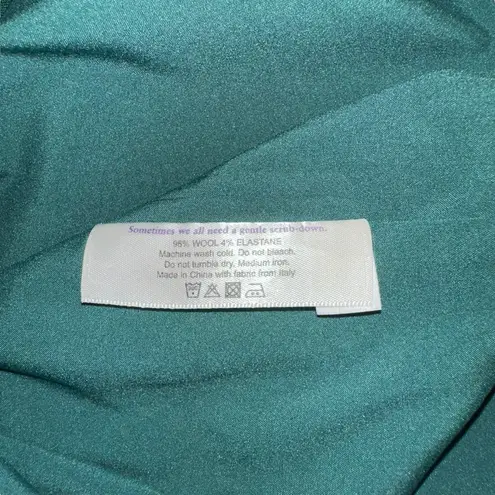 Sometimes we all need a gentle scrub-down.
96% WOOL 4% ELASTANE
Machine wash cold. Do not bleach.
Do not tumble dry. Medium iron.
Made in China with fabric from Italy